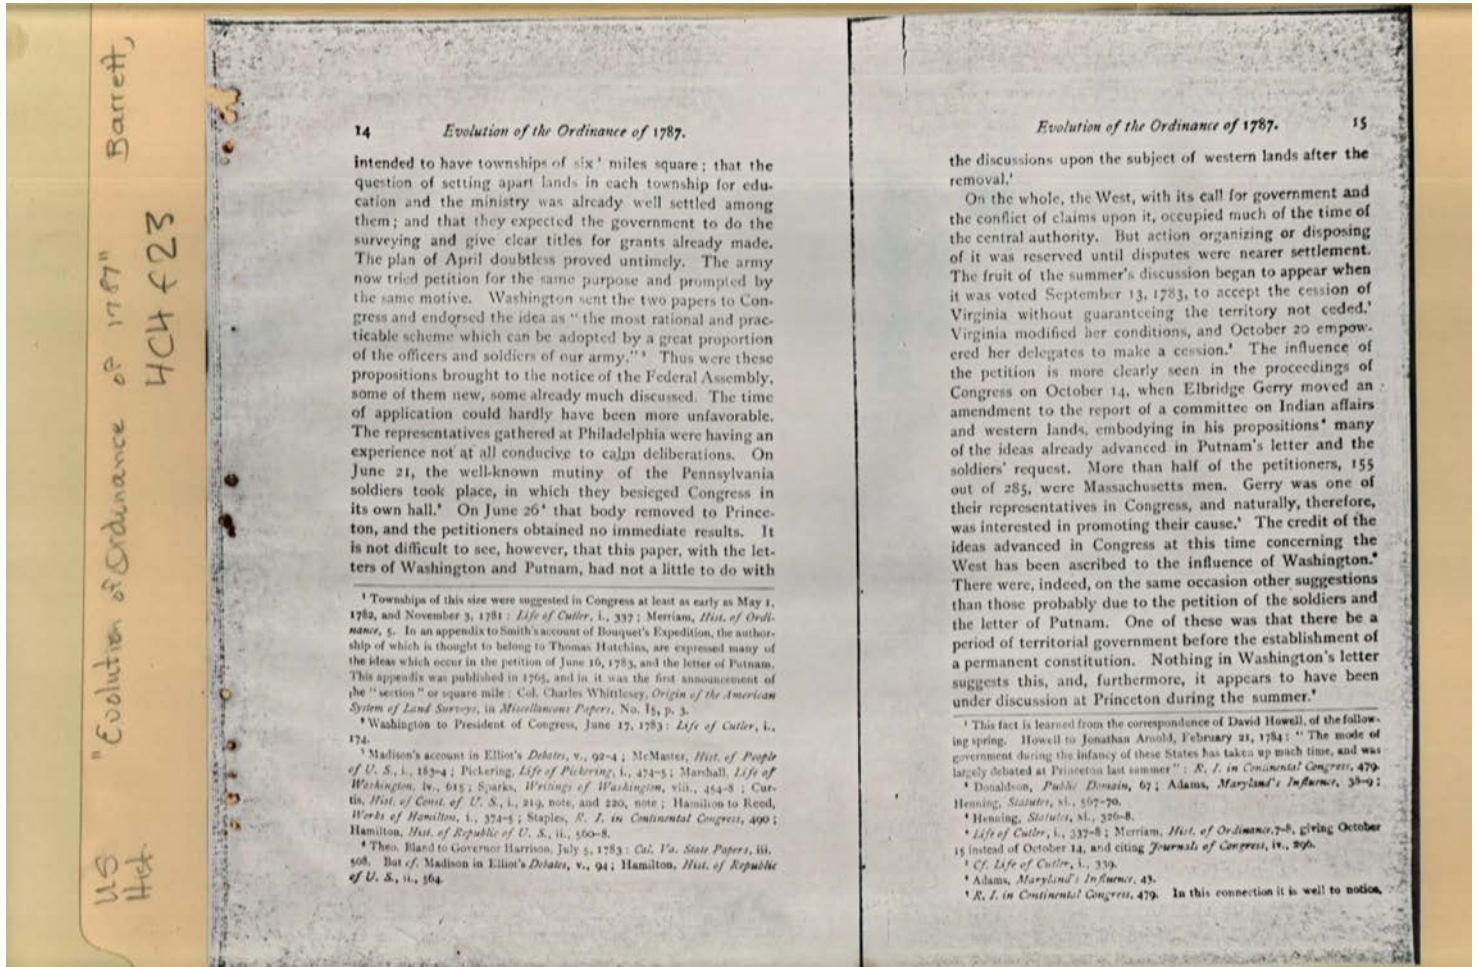 US "Evolution of Ordinance of 1787" Barrett,
Hist. 4C4 f23
14 Evolution of the Ordinance of 1787.
intended to have townships of six¹ miles square; that the
question of setting apart lands in each township for edu-
cation and the ministry was already well settled among
them; and that they expected the government to do the
surveying and give clear titles for grants already made.
The plan of April doubtless proved untimely. The army
now tried petition for the same purpose and prompted by
the same motive. Washington sent the two papers to Con-
gress and endorsed the idea as "the most rational and prac-
ticable scheme which can be adopted by a great proportion
of the officers and soldiers of our army."² Thus were these
propositions brought to the notice of the Federal Assembly,
some of them new, some already much discussed. The time
of application could hardly have been more unfavorable.
The representatives gathered at Philadelphia were having an
experience not at all conducive to calm deliberations. On
June 21, the well-known mutiny of the Pennsylvania
soldiers took place, in which they besieged Congress in
its own hall.³ On June 26⁴ that body removed to Prince-
ton, and the petitioners obtained no immediate results. It
is not difficult to see, however, that this paper, with the let-
ters of Washington and Putnam, had not a little to do with
¹ Townships of this size were suggested in Congress at least as early as May 1,
1782, and November 3, 1781: Life of Cutler, i., 337; Merriam, Hist. of Ordi-
nance, 5. In an appendix to Smith's account of Bouquet's Expedition, the author-
ship of which is thought to belong to Thomas Hutchins, are expressed many of
the ideas which occur in the petition of June 16, 1783, and the letter of Putnam.
This appendix was published in 1765, and in it was the first announcement of
the "section" or square mile: Col. Charles Whittlesey, Origin of the American
System of Land Surveys, in Miscellaneous Papers, No. 15, p. 3.
² Washington to President of Congress, June 17, 1783: Life of Cutler, i.,
174.
³ Madison's account in Elliot's Debates, v., 92-4; McMaster, Hist. of People
of U. S., i., 183-4; Pickering, Life of Pickering, i., 474-5; Marshall, Life of
Washington, iv., 615; Sparks, Writings of Washington, viii., 454-8; Cur-
tis, Hist. of Const. of U. S., i., 219, note, and 220, note; Hamilton to Reed,
Works of Hamilton, i., 374-5; Staples, R. I. in Continental Congress, 490;
Hamilton, Hist. of Republic of U. S., ii., 560-8.
⁴ Theo. Bland to Governor Harrison, July 5, 1783: Cal. Va. State Papers, iii,
508. But cf. Madison in Elliot's Debates, v., 94; Hamilton, Hist. of Republic
of U. S., ii., 564.
Evolution of the Ordinance of 1787. 15
the discussions upon the subject of western lands after the
removal.¹
On the whole, the West, with its call for government and
the conflict of claims upon it, occupied much of the time of
the central authority. But action organizing or disposing
of it was reserved until disputes were nearer settlement.
The fruit of the summer's discussion began to appear when
it was voted September 13, 1783, to accept the cession of
Virginia without guaranteeing the territory not ceded.²
Virginia modified her conditions, and October 20 empow-
ered her delegates to make a cession.³ The influence of
the petition is more clearly seen in the proceedings of
Congress on October 14, when Elbridge Gerry moved an
amendment to the report of a committee on Indian affairs
and western lands, embodying in his propositions⁴ many
of the ideas already advanced in Putnam's letter and the
soldiers' request. More than half of the petitioners, 155
out of 285, were Massachusetts men. Gerry was one of
their representatives in Congress, and naturally, therefore,
was interested in promoting their cause.⁵ The credit of the
ideas advanced in Congress at this time concerning the
West has been ascribed to the influence of Washington.⁶
There were, indeed, on the same occasion other suggestions
than those probably due to the petition of the soldiers and
the letter of Putnam. One of these was that there be a
period of territorial government before the establishment of
a permanent constitution. Nothing in Washington's letter
suggests this, and, furthermore, it appears to have been
under discussion at Princeton during the summer.⁷
¹ This fact is learned from the correspondence of David Howell, of the follow-
ing spring. Howell to Jonathan Arnold, February 21, 1784: "The mode of
government during the infancy of these States has taken up much time, and was
largely debated at Princeton last summer": R. I. in Continental Congress, 479.
² Donaldson, Public Domain, 67; Adams, Maryland's Influence, 38-9;
Henning, Statutes, xi., 567-70.
³ Henning, Statutes, xi., 326-8.
⁴ Life of Cutler, i., 337-8; Merriam, Hist. of Ordinance, 7-8, giving October
15 instead of October 14, and citing Journals of Congress, iv., 296.
⁵ Cf. Life of Cutler, i., 339.
⁶ Adams, Maryland's Influence, 43.
⁷ R. I. in Continental Congress, 479. In this connection it is well to notice,